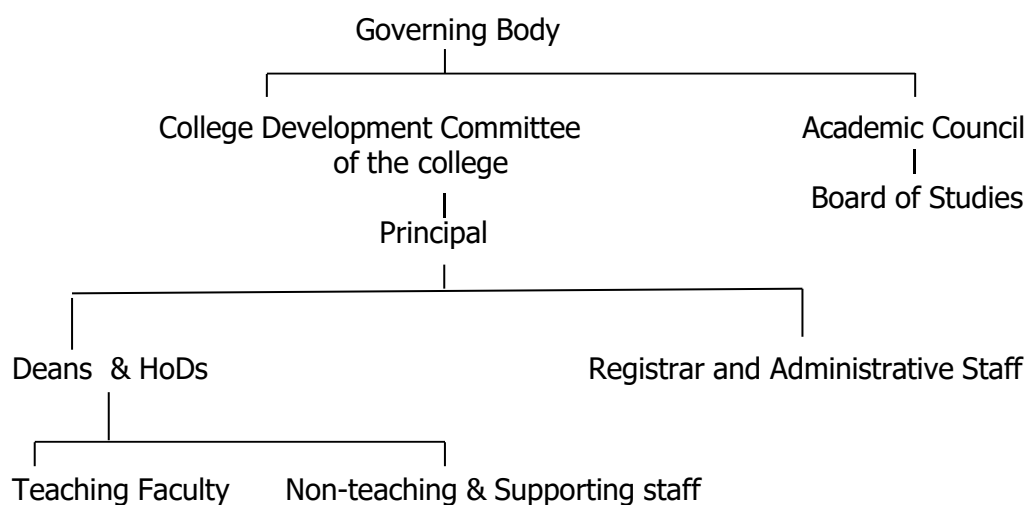 Governing Body
College Development Committee
of the college
Academic Council
Board of Studies
Principal
Deans & HoDs
Registrar and Administrative Staff
Teaching Faculty
Non-teaching & Supporting staff